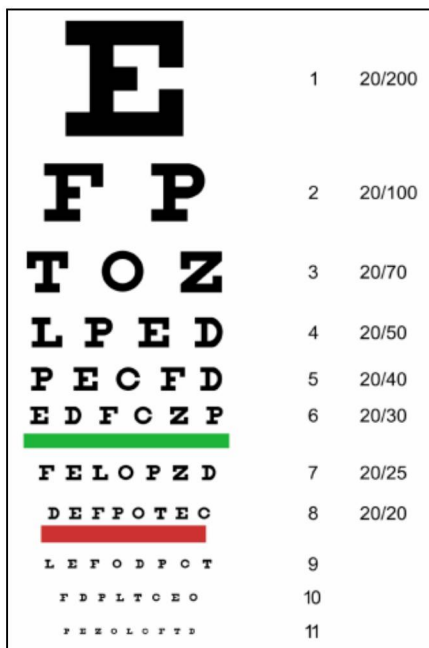 E 1 20/200
F P 2 20/100
T O Z 3 20/70
L P E D 4 20/50
P E C F D 5 20/40
E D F C Z P 6 20/30
F E L O P Z D 7 20/25
D E F P O T E C 8 20/20
L E F O D P C T 9
F D P L T C E O 10
P E Z O L C F T D 11